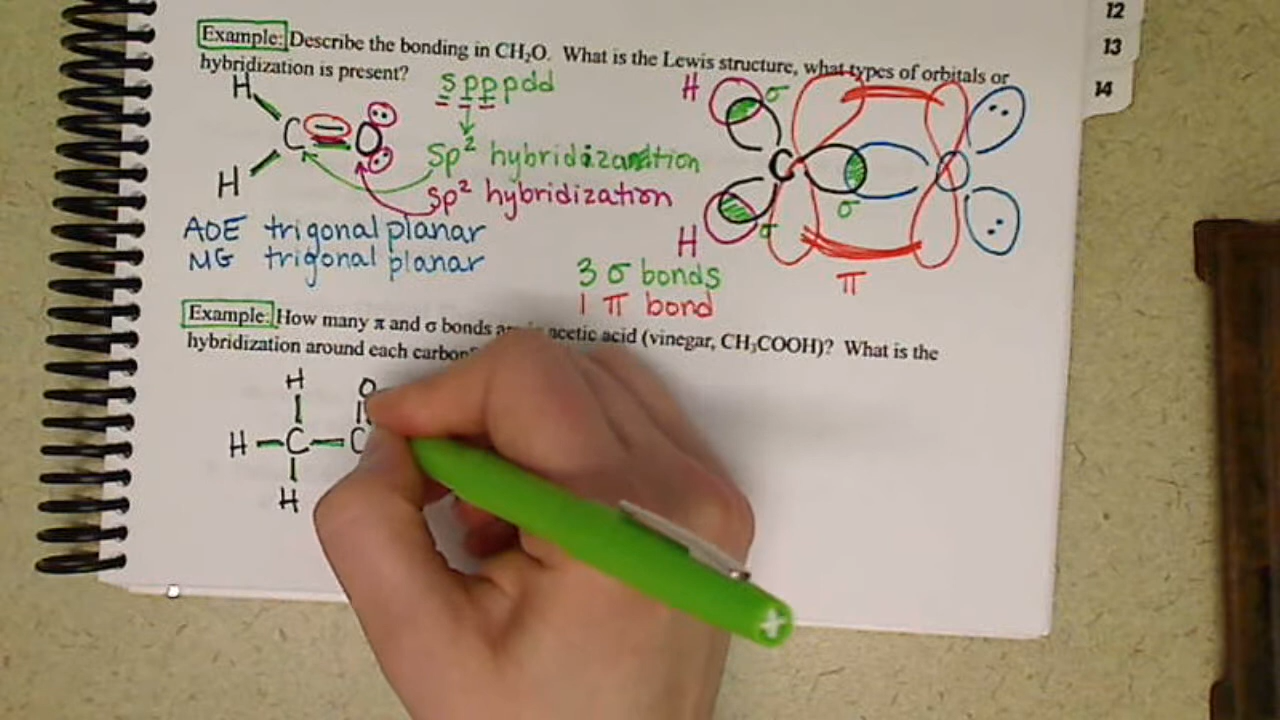 12
13
14
Example: Describe the bonding in CH₂O. What is the Lewis structure, what types of orbitals or
hybridization is present?
H
C O
H
s p p p d d
sp² hybridization
sp² hybridization
AOE trigonal planar
MG trigonal planar
H σ
C
σ
H σ
π
3 σ bonds
1 π bond
Example: How many π and σ bonds acetic acid (vinegar, CH₃COOH)? What is the
hybridization around each carbon?
H O
H C C
H